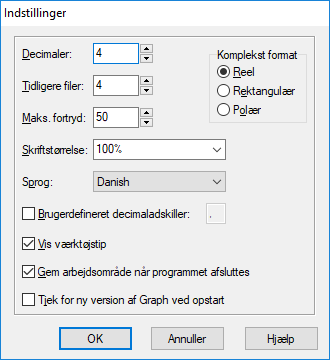 Indstillinger
Decimaler: 4
Tidligere filer: 4
Maks. fortryd: 50
Komplekst format
Reel
Rektangulær
Polær
Skriftstørrelse: 100%
Sprog: Danish
Brugerdefineret decimaladskiller: .
Vis værktøjstip
Gem arbejdsområde når programmet afsluttes
Tjek for ny version af Graph ved opstart
OK Annuller Hjælp